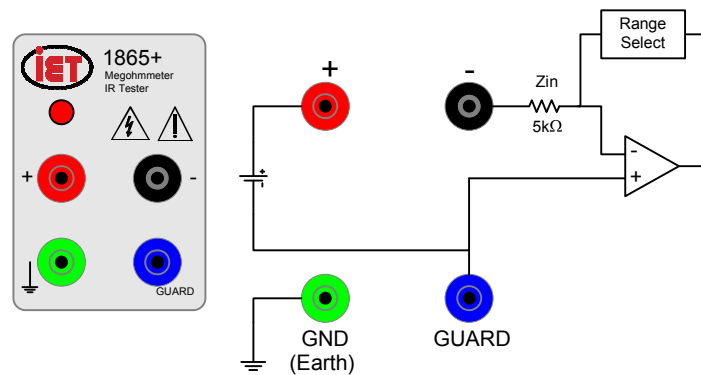 IET
1865+
Megohmmeter
IR Tester
+
-
GUARD
+
-
+
-
Zin
5kΩ
Range
Select
-
+
GND
(Earth)
GUARD